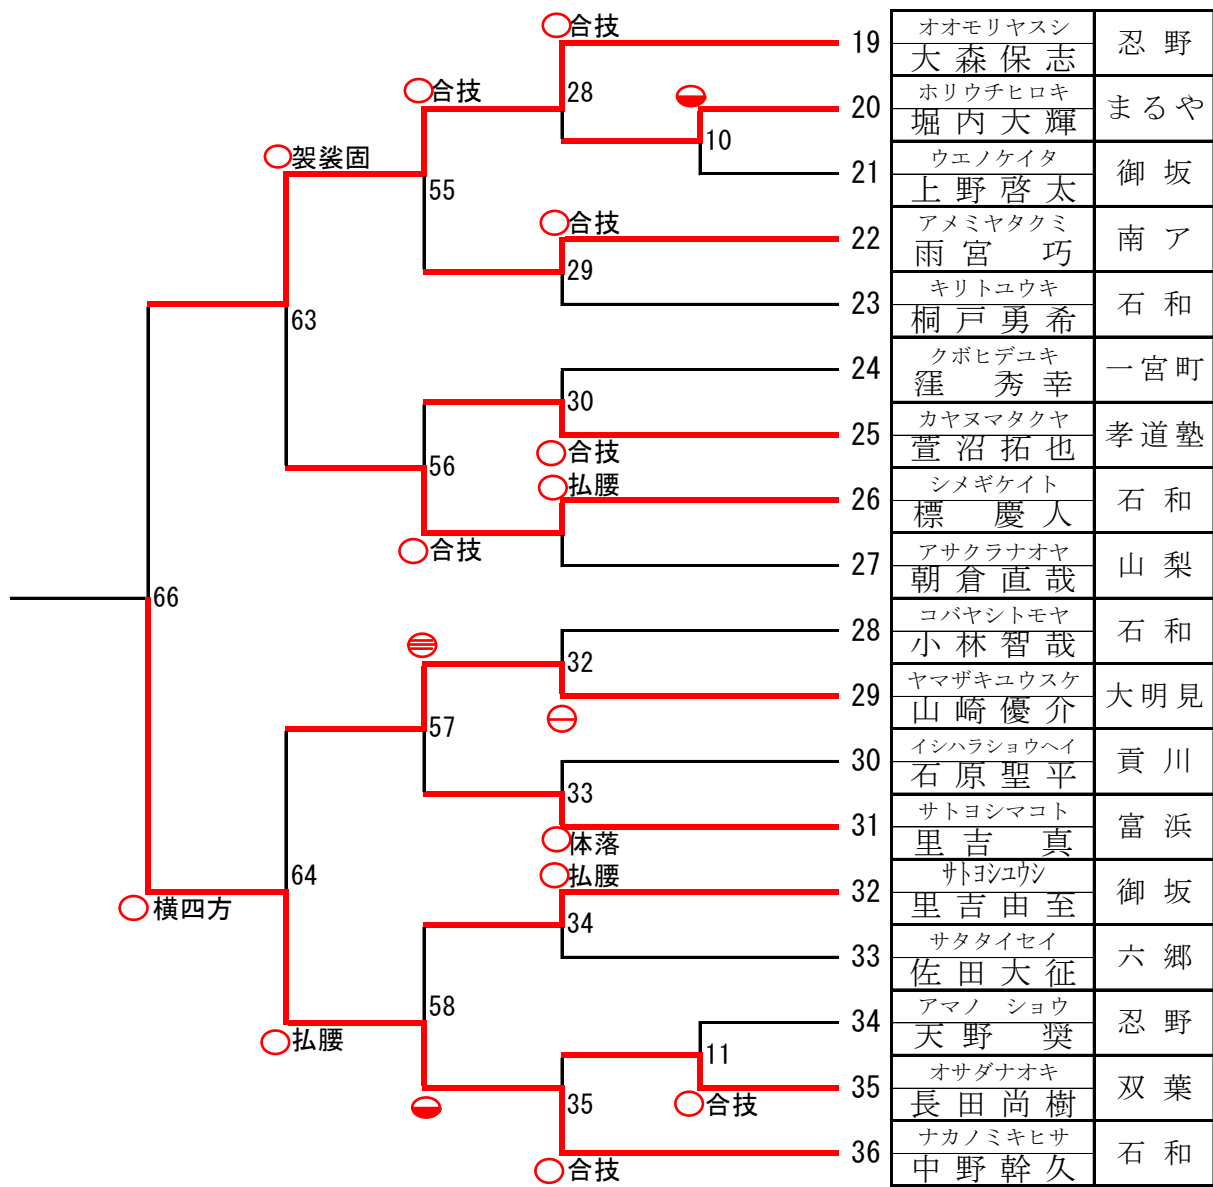 合技
19 オオモリヤスシ 忍野
大森保志
合技 28
20 ホリウチヒロキ まるや
堀内大輝
10
袈裟固
21 ウエノケイタ 御坂
上野啓太
55
合技
22 アメミヤタクミ 南ア
雨宮 巧
29
23 キリトユウキ 石和
桐戸勇希
63
24 クボヒデユキ 一宮町
窪 秀幸
30
25 カヤヌマタクヤ 孝道塾
萱沼拓也
合技
56
払腰
26 シメギケイト 石和
標 慶人
合技
27 アサクラナオヤ 山梨
朝倉直哉
66
28 コバヤシトモヤ 石和
小林智哉
32
29 ヤマザキユウスケ 大明見
山崎優介
57
30 イシハラショウヘイ 貢川
石原聖平
33
31 サトヨシマコト 富浜
里吉 真
体落
64
払腰
32 サトヨシユウシ 御坂
里吉由至
横四方
34
33 サタタイセイ 六郷
佐田大征
58
34 アマノ ショウ 忍野
天野 奨
払腰
11
35 オサダナオキ 双葉
長田尚樹
35 合技
36 ナカノミキヒサ 石和
中野幹久
合技